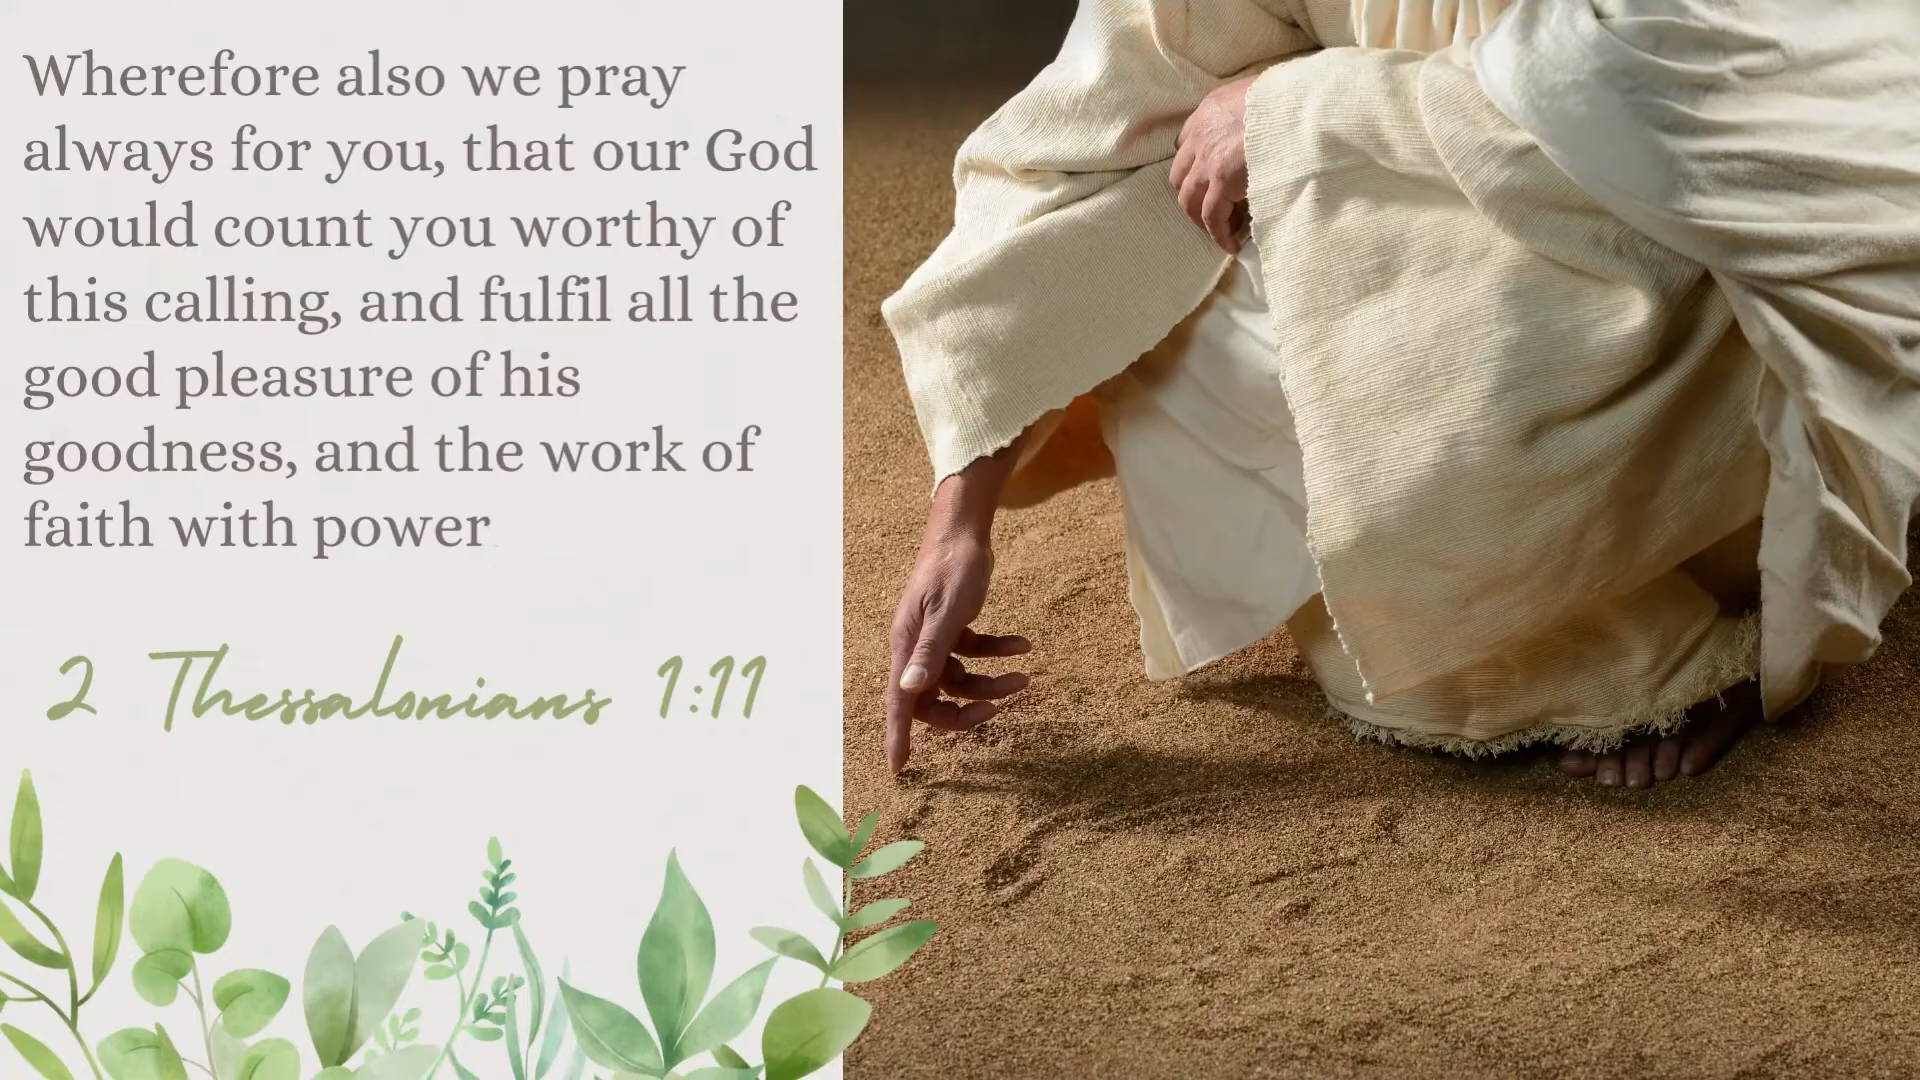 Wherefore also we pray
always for you, that our God
would count you worthy of
this calling, and fulfil all the
good pleasure of his
goodness, and the work of
faith with power
2 Thessalonians 1:11